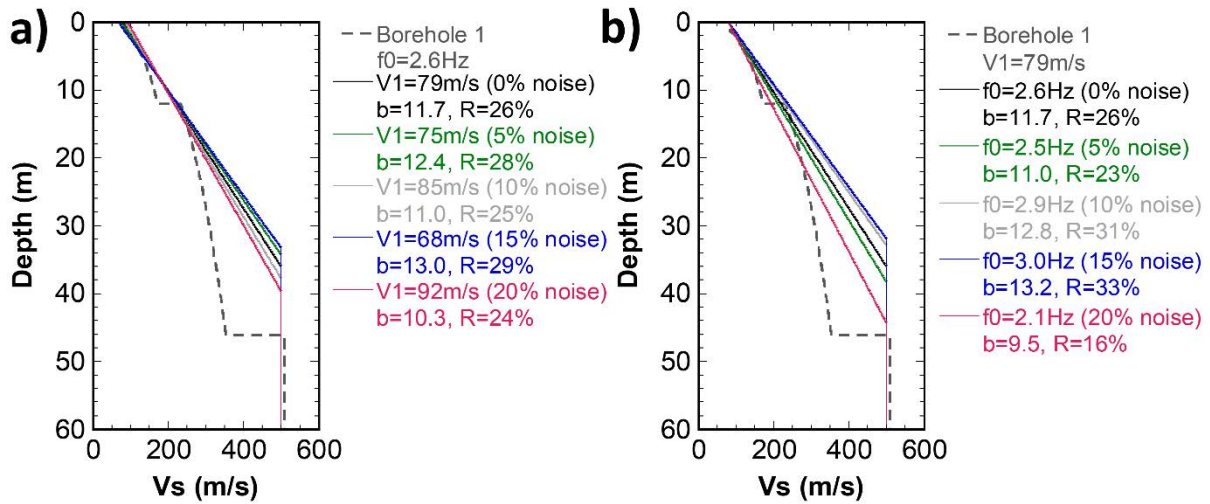 a)
0
10
20
30
40
50
60
Depth (m)
0 200 400 600
Vs (m/s)
Borehole 1
f0=2.6Hz
V1=79m/s (0% noise)
b=11.7, R=26%
V1=75m/s (5% noise)
b=12.4, R=28%
V1=85m/s (10% noise)
b=11.0, R=25%
V1=68m/s (15% noise)
b=13.0, R=29%
V1=92m/s (20% noise)
b=10.3, R=24%
b)
0
10
20
30
40
50
60
Depth (m)
0 200 400 600
Vs (m/s)
Borehole 1
V1=79m/s
f0=2.6Hz (0% noise)
b=11.7, R=26%
f0=2.5Hz (5% noise)
b=11.0, R=23%
f0=2.9Hz (10% noise)
b=12.8, R=31%
f0=3.0Hz (15% noise)
b=13.2, R=33%
f0=2.1Hz (20% noise)
b=9.5, R=16%